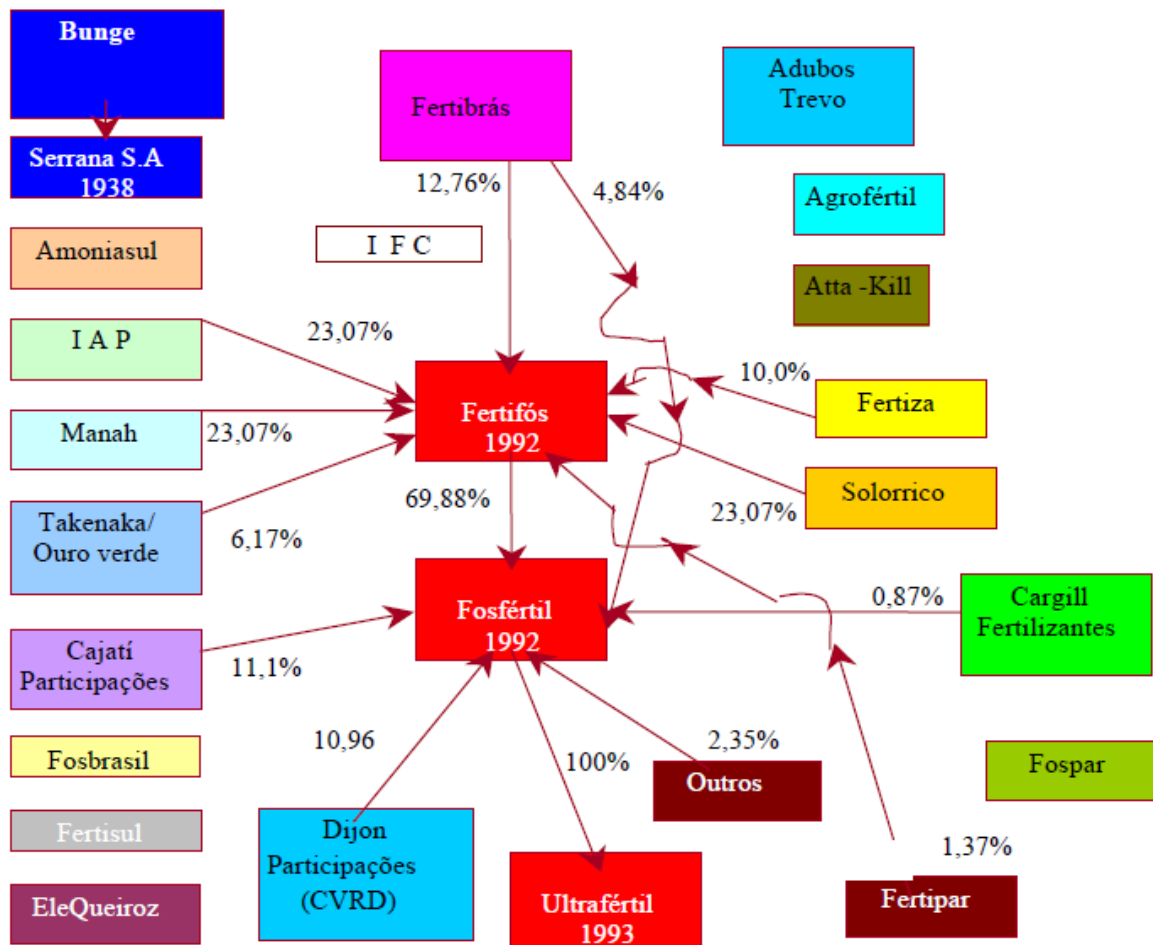 Bunge
Adubos
Trevo
Fertibrás
Serrana S.A
1938
12,76%
4,84%
Agrofértil
I F C
Amoniasul
Atta -Kill
I A P
23,07%
10,0%
Fertiza
Fertifós
1992
Manah
23,07%
Solorrico
69,88%
23,07%
Takenaka/
Ouro verde
6,17%
Fosfértil
1992
0,87%
Cargill
Fertilizantes
Cajatí
Participações
11,1%
10,96
100%
2,35%
Fosbrasil
Outros
Fospar
Fertisul
Dijon
Participações
(CVRD)
1,37%
EleQueiroz
Ultrafértil
1993
Fertipar